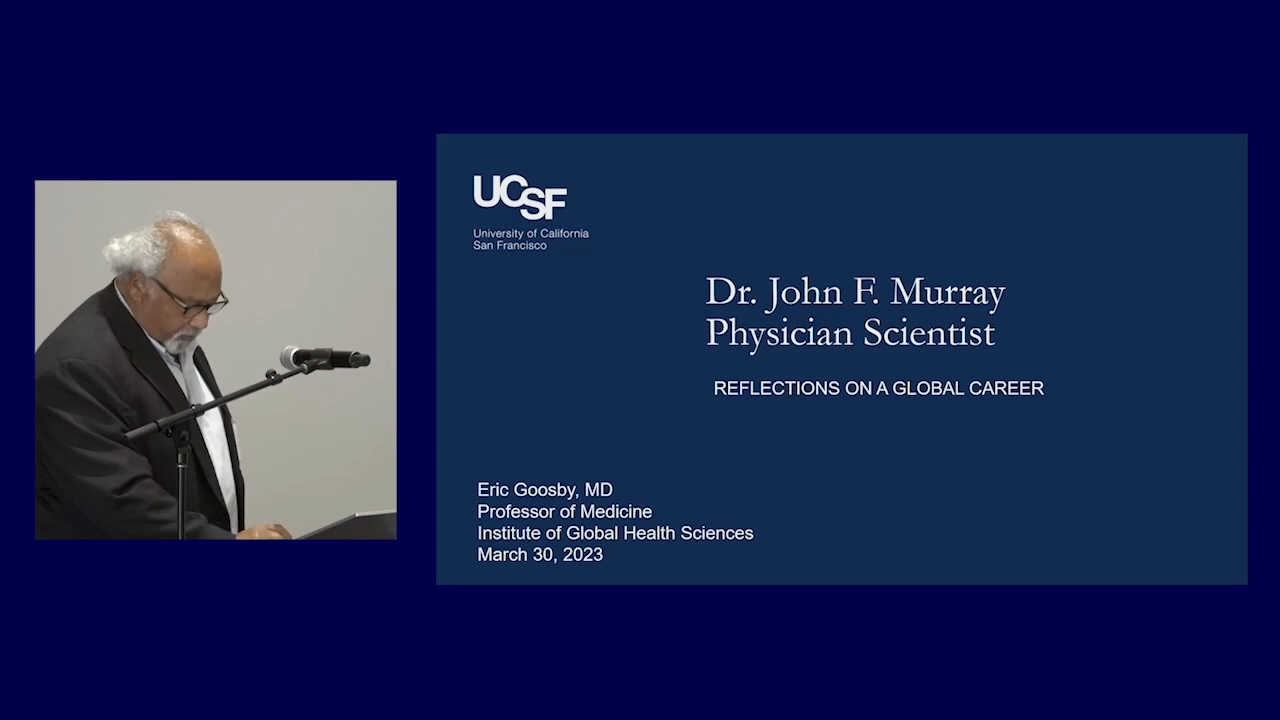 UCSF
University of California
San Francisco
Dr. John F. Murray
Physician Scientist
REFLECTIONS ON A GLOBAL CAREER
Eric Goosby, MD
Professor of Medicine
Institute of Global Health Sciences
March 30, 2023